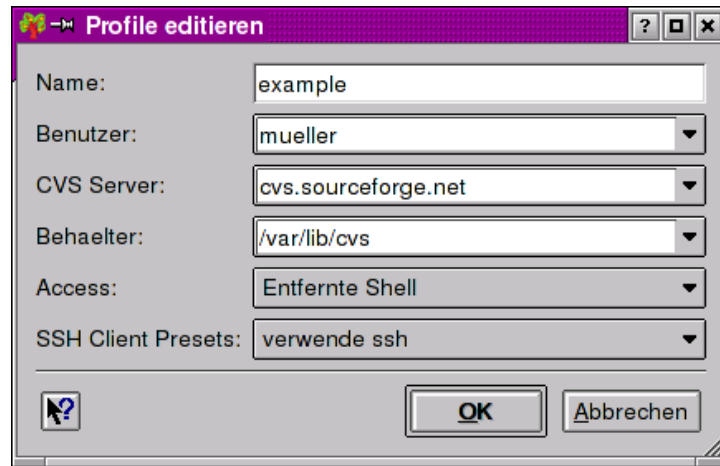 Profile editieren
Name: example
Benutzer: mueller
CVS Server: cvs.sourceforge.net
Behaelter: /var/lib/cvs
Access: Entfernte Shell
SSH Client Presets: verwende ssh
OK Abbrechen